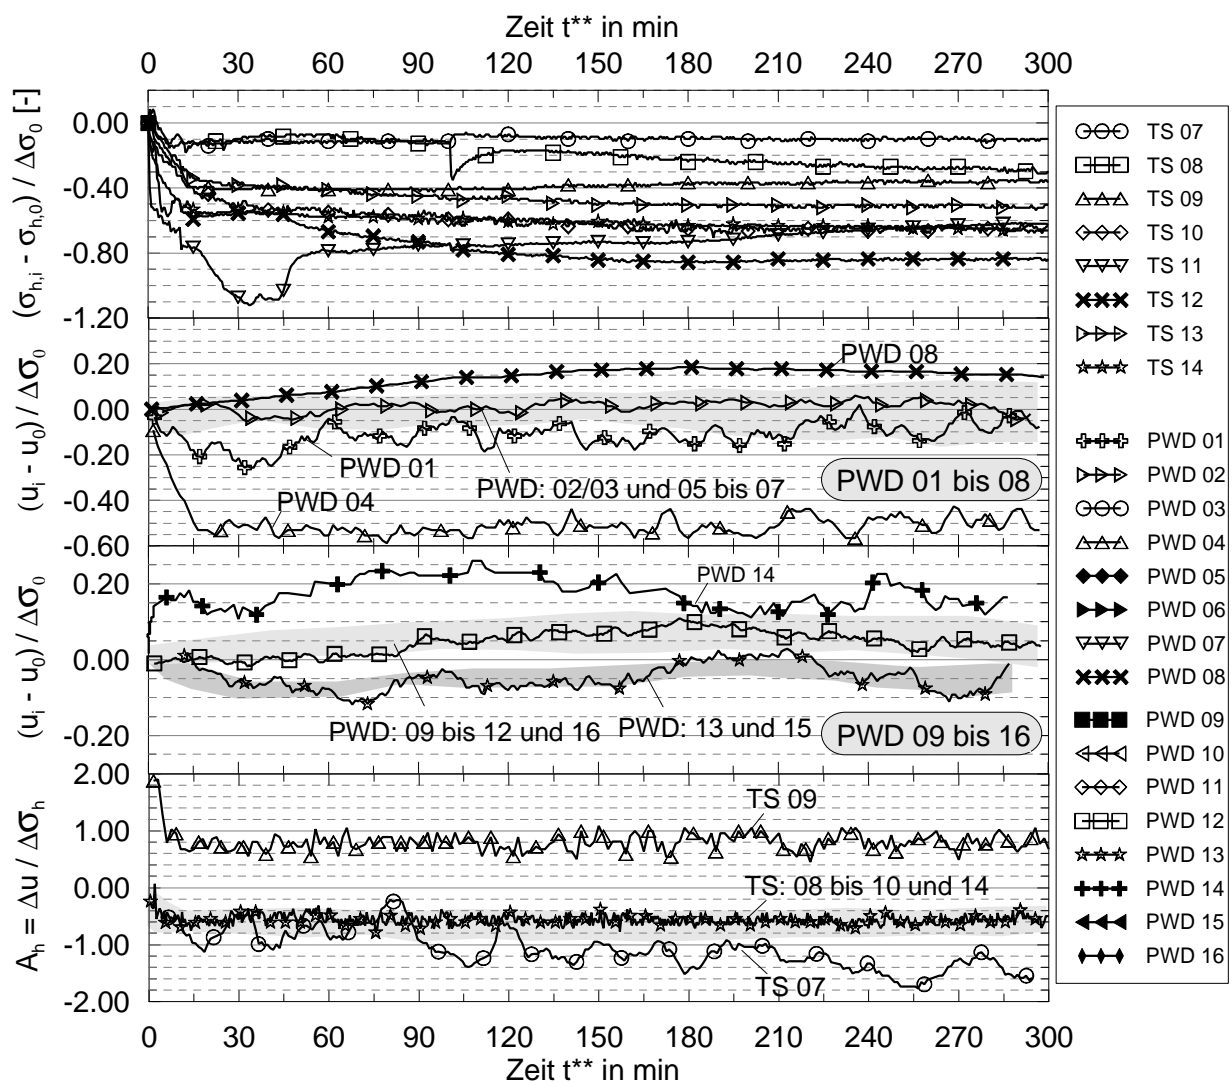 Zeit t** in min
0 30 60 90 120 150 180 210 240 270 300
(σh,i - σh,0) / Δσ0 [-]
0.00
-0.40
-0.80
-1.20
(ui - u0) / Δσ0
0.20
0.00
-0.20
-0.40
-0.60
PWD 08
PWD 01
PWD 04
PWD: 02/03 und 05 bis 07
PWD 01 bis 08
(ui - u0) / Δσ0
0.20
0.00
-0.20
PWD 14
PWD: 09 bis 12 und 16
PWD: 13 und 15
PWD 09 bis 16
Ah = Δu / Δσh
2.00
1.00
0.00
-1.00
-2.00
TS 09
TS: 08 bis 10 und 14
TS 07
0 30 60 90 120 150 180 210 240 270 300
Zeit t** in min
TS 07
TS 08
TS 09
TS 10
TS 11
TS 12
TS 13
TS 14
PWD 01
PWD 02
PWD 03
PWD 04
PWD 05
PWD 06
PWD 07
PWD 08
PWD 09
PWD 10
PWD 11
PWD 12
PWD 13
PWD 14
PWD 15
PWD 16